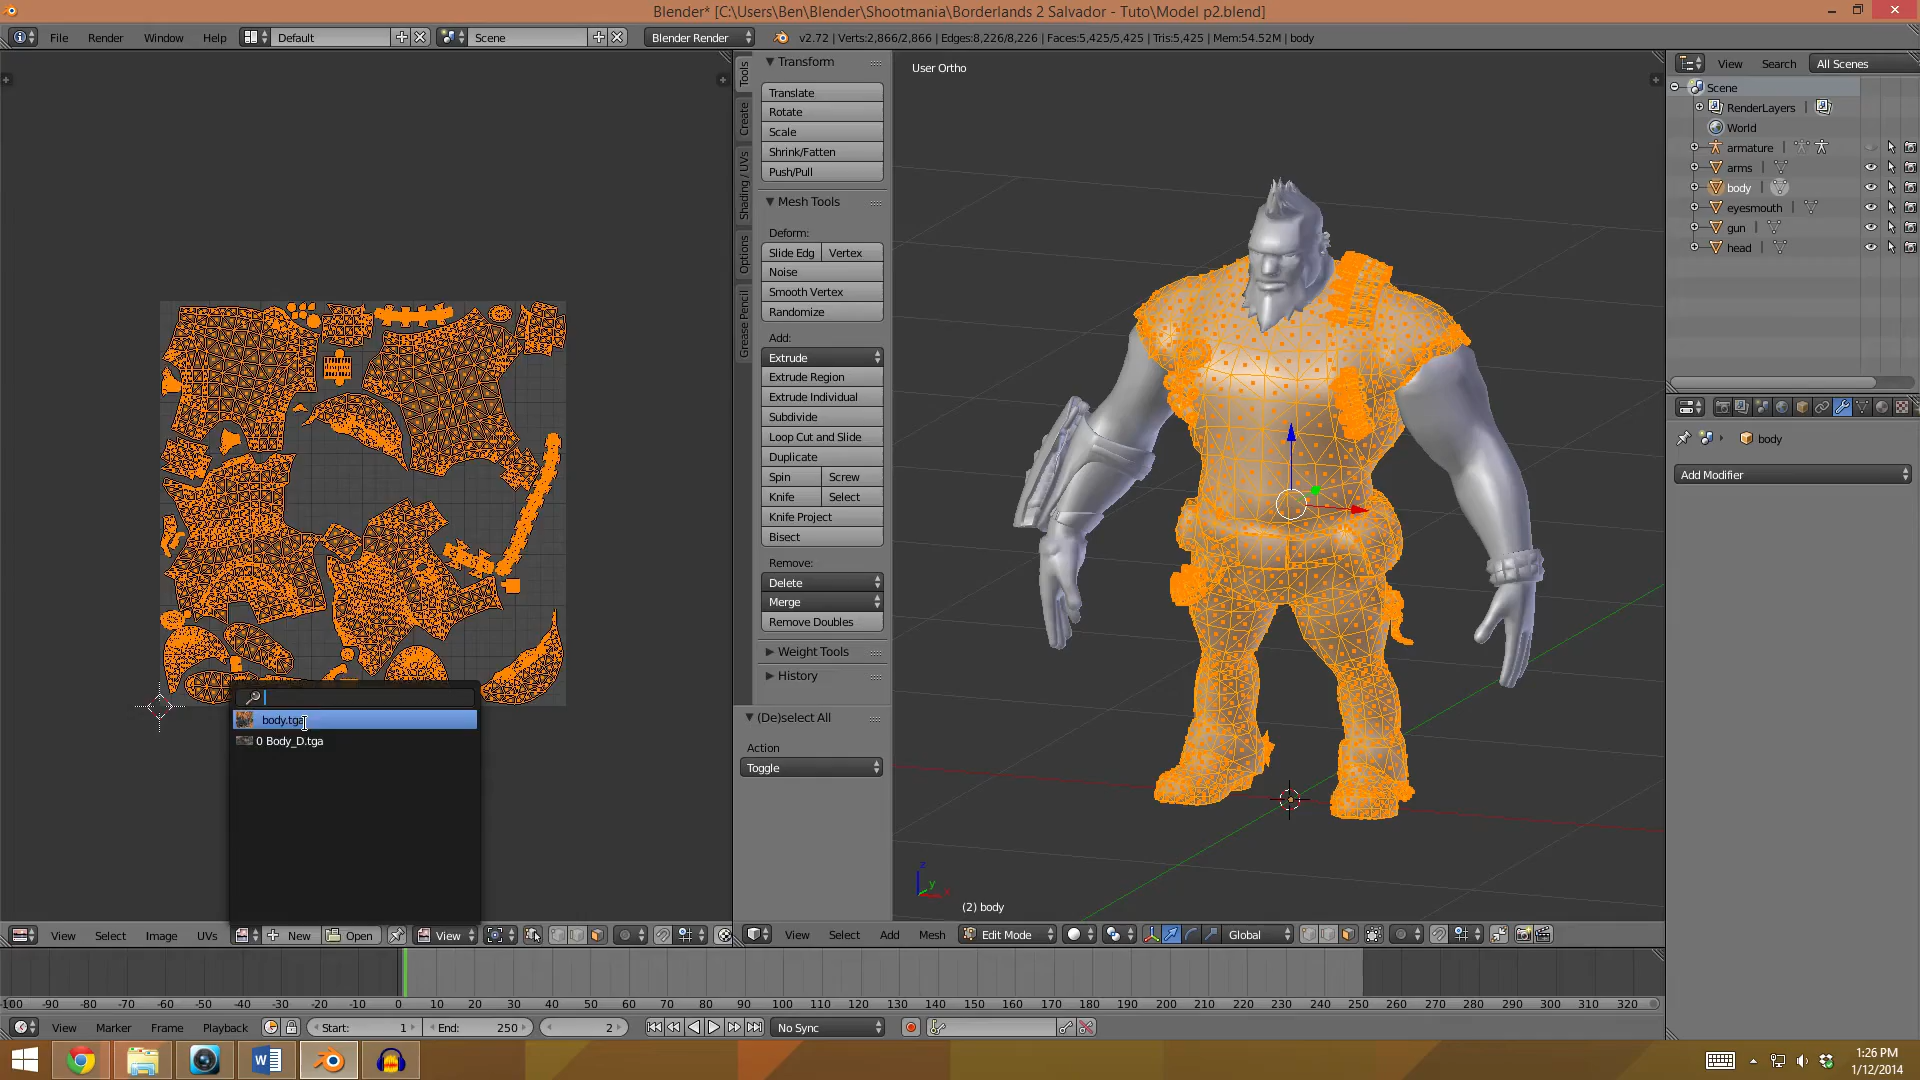 Blender* [C:\Users\Ben\Blender\Shootmania\Borderlands 2 Salvador - Tuto\Model p2.blend]
File Render Window Help Default Scene Blender Render v2.72 | Verts:2,866/2,866 | Edges:8,226/8,226 | Faces:5,425/5,425 | Tris:5,425 | Mem:54.52M | body
Tools
Create
Shading / UVs
Options
Grease Pencil
Transform
Translate
Rotate
Scale
Shrink/Fatten
Push/Pull
Mesh Tools
Deform:
Slide Edg Vertex
Noise
Smooth Vertex
Randomize
Add:
Extrude
Extrude Region
Extrude Individual
Subdivide
Loop Cut and Slide
Duplicate
Spin Screw
Knife Select
Knife Project
Bisect
Remove:
Delete
Merge
Remove Doubles
Weight Tools
History
(De)select All
Action
Toggle
User Ortho
z
y
x
(2) body
View Search All Scenes
Scene
RenderLayers
World
armature
arms
body
eyesmouth
gun
head
body
Add Modifier
body.tga
0 Body_D.tga
View Select Image UVs New Open View
View Select Add Mesh Edit Mode Global
-100 -90 -80 -70 -60 -50 -40 -30 -20 -10 0 10 20 30 40 50 60 70 80 90 100 110 120 130 140 150 160 170 180 190 200 210 220 230 240 250 260 270 280 290 300 310 320
View Marker Frame Playback Start: 1 End: 250 2 No Sync
1:26 PM
1/12/2014